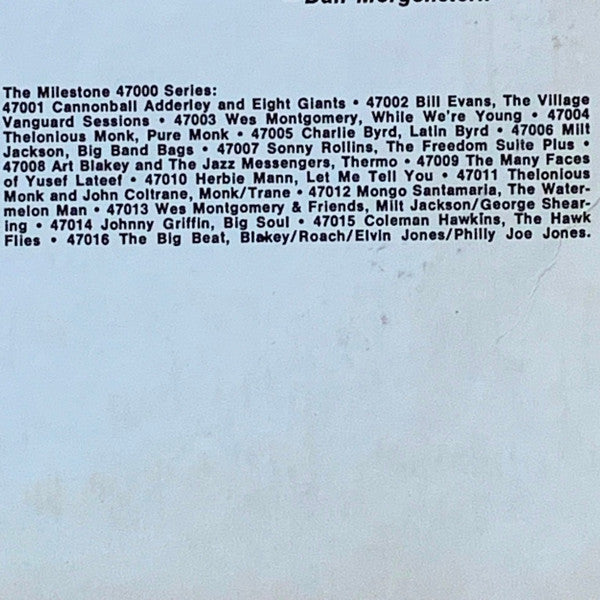 The Milestone 47000 Series:
47001 Cannonball Adderley and Eight Giants • 47002 Bill Evans, The Village
Vanguard Sessions • 47003 Wes Montgomery, While We're Young • 47004
Thelonious Monk, Pure Monk • 47005 Charlie Byrd, Latin Byrd • 47006 Milt
Jackson, Big Band Bags • 47007 Sonny Rollins, The Freedom Suite Plus •
47008 Art Blakey and The Jazz Messengers, Thermo • 47009 The Many Faces
of Yusef Lateef • 47010 Herbie Mann, Let Me Tell You • 47011 Thelonious
Monk and John Coltrane, Monk/Trane • 47012 Mongo Santamaria, The Water-
melon Man • 47013 Wes Montgomery & Friends, Milt Jackson/George Shear-
ing • 47014 Johnny Griffin, Big Soul • 47015 Coleman Hawkins, The Hawk
Flies • 47016 The Big Beat, Blakey/Roach/Elvin Jones/Philly Joe Jones.